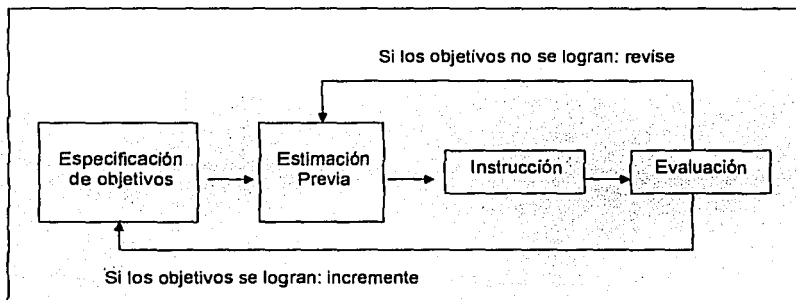 Si los objetivos no se logran: revise
Especificación
de objetivos
Estimación
Previa
Instrucción
Evaluación
Si los objetivos se logran: incremente